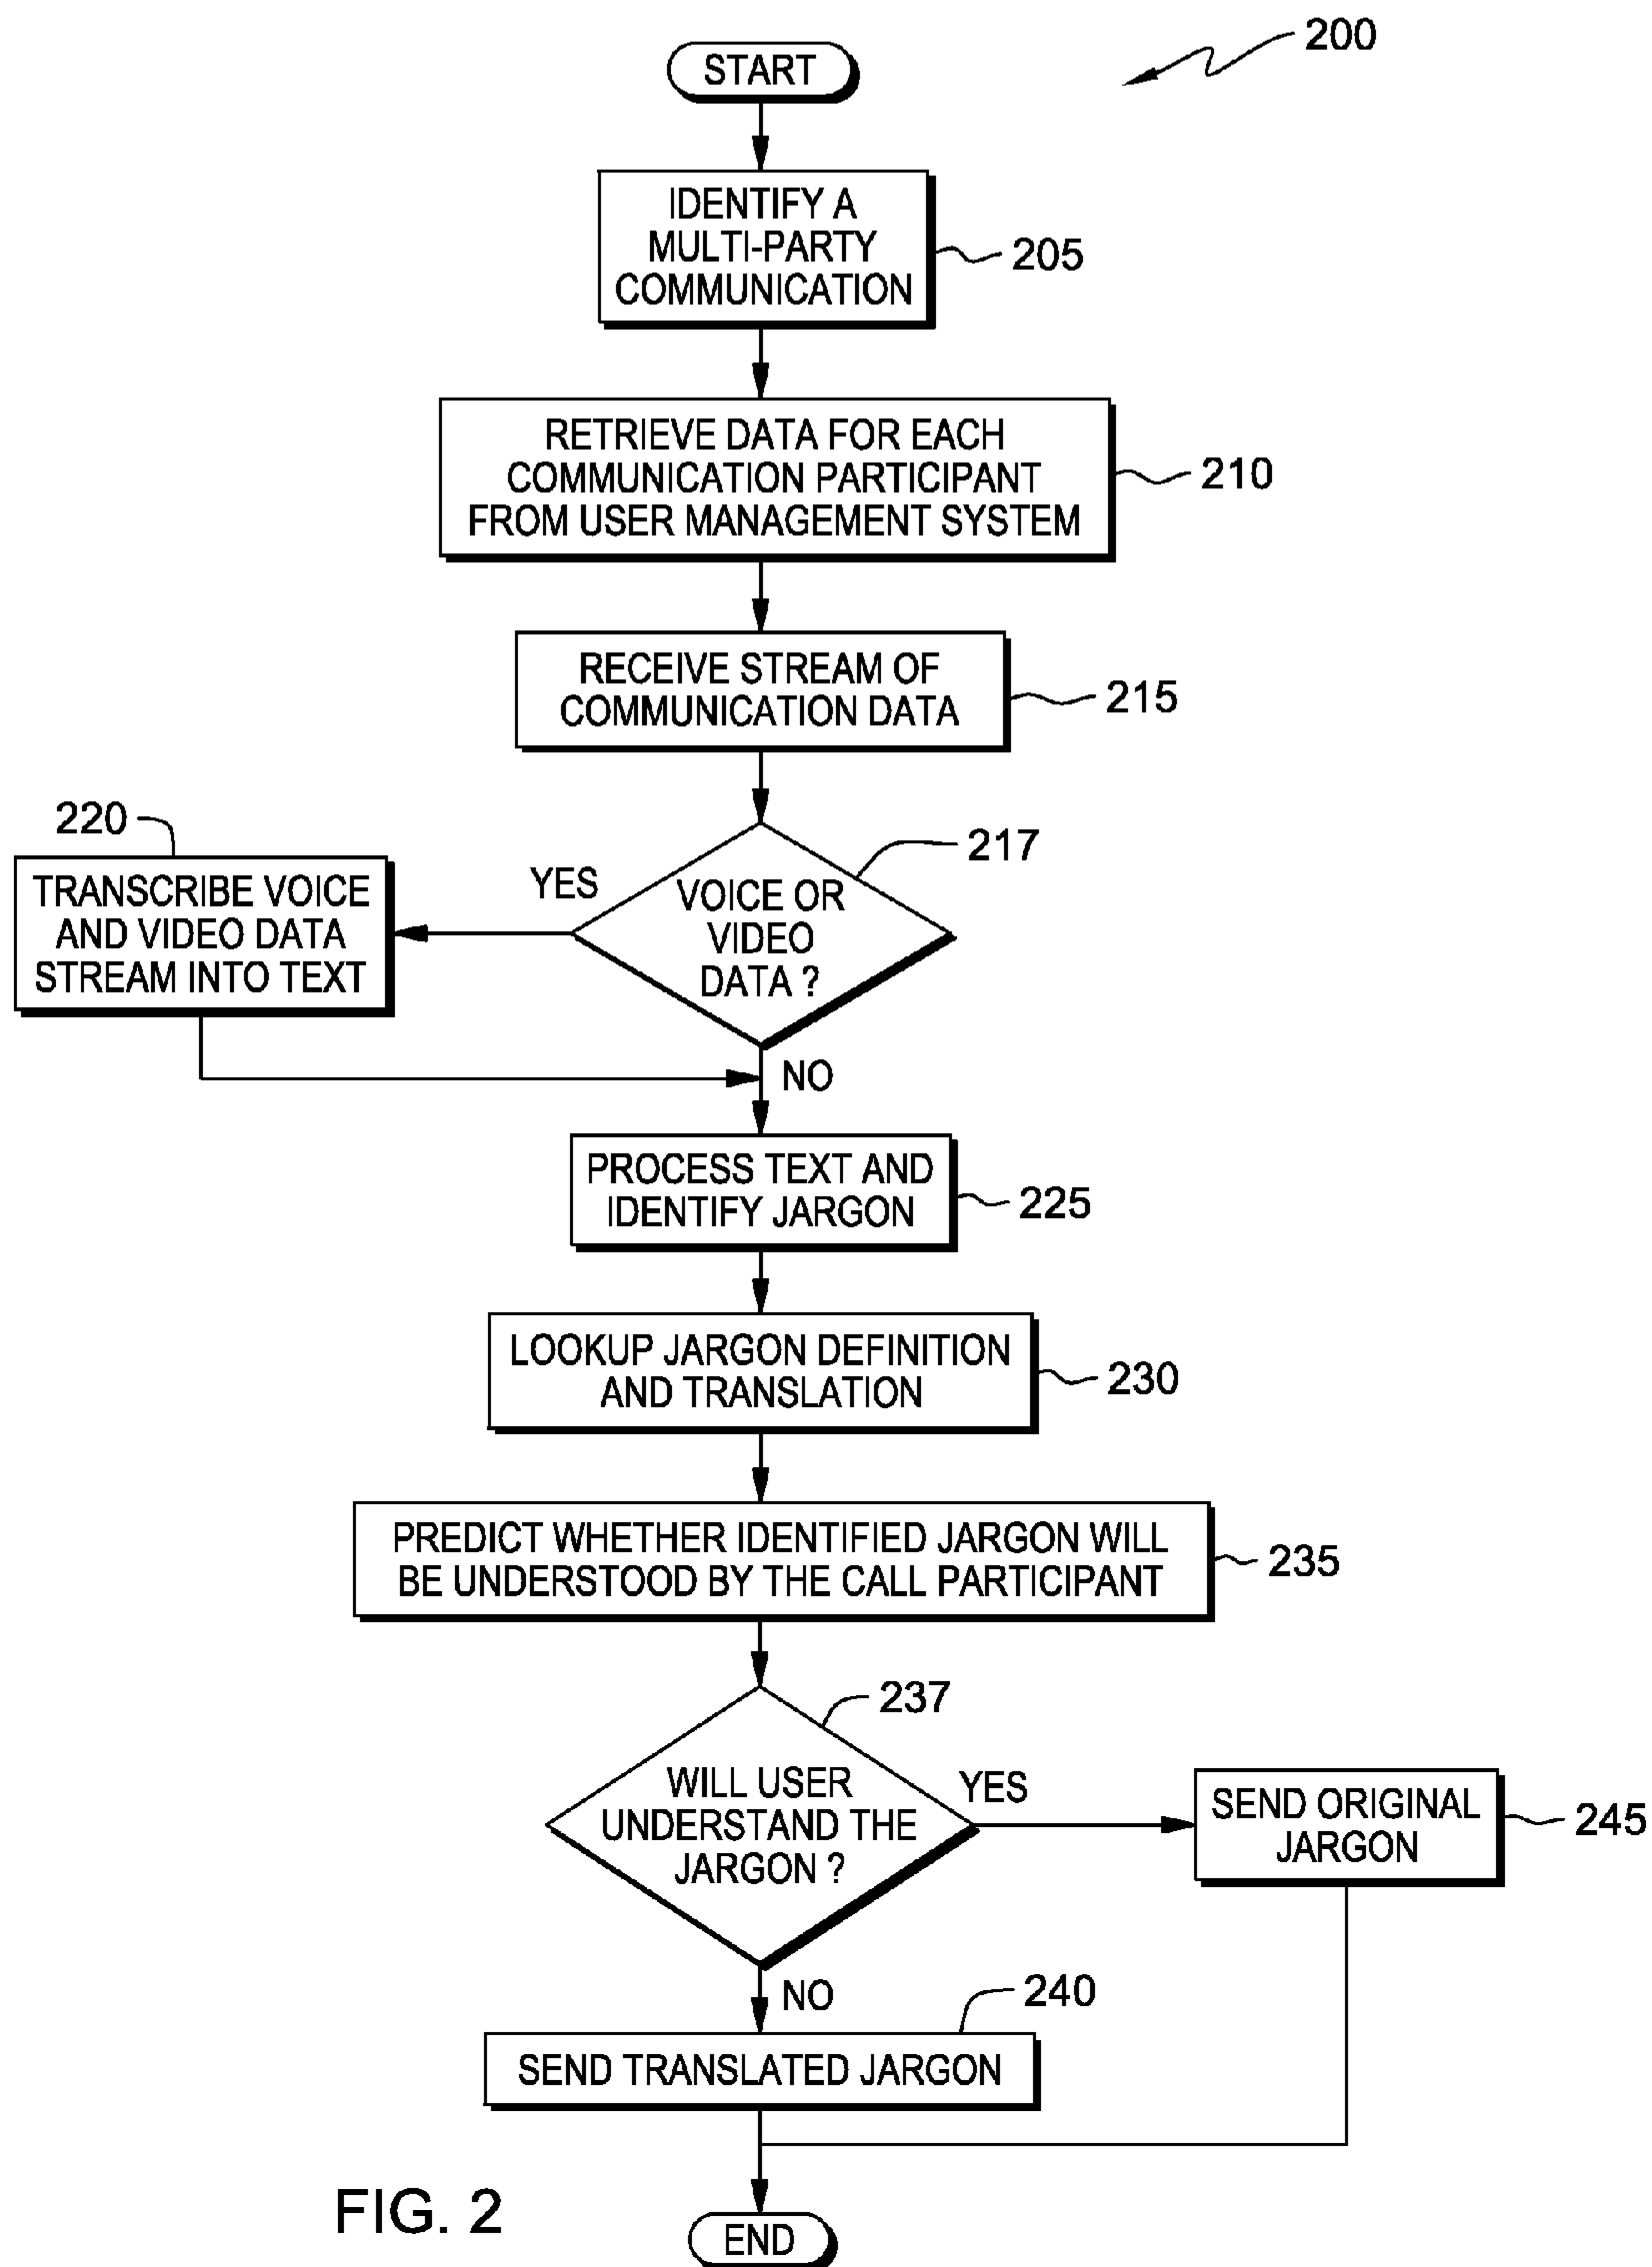 200
START
IDENTIFY A
MULTI-PARTY
COMMUNICATION
205
RETRIEVE DATA FOR EACH
COMMUNICATION PARTICIPANT
FROM USER MANAGEMENT SYSTEM
210
RECEIVE STREAM OF
COMMUNICATION DATA
215
220
TRANSCRIBE VOICE
AND VIDEO DATA
STREAM INTO TEXT
YES
VOICE OR
VIDEO
DATA ?
217
NO
PROCESS TEXT AND
IDENTIFY JARGON
225
LOOKUP JARGON DEFINITION
AND TRANSLATION
230
PREDICT WHETHER IDENTIFIED JARGON WILL
BE UNDERSTOOD BY THE CALL PARTICIPANT
235
237
WILL USER
UNDERSTAND THE
JARGON ?
YES
SEND ORIGINAL
JARGON
245
NO
240
SEND TRANSLATED JARGON
FIG. 2
END